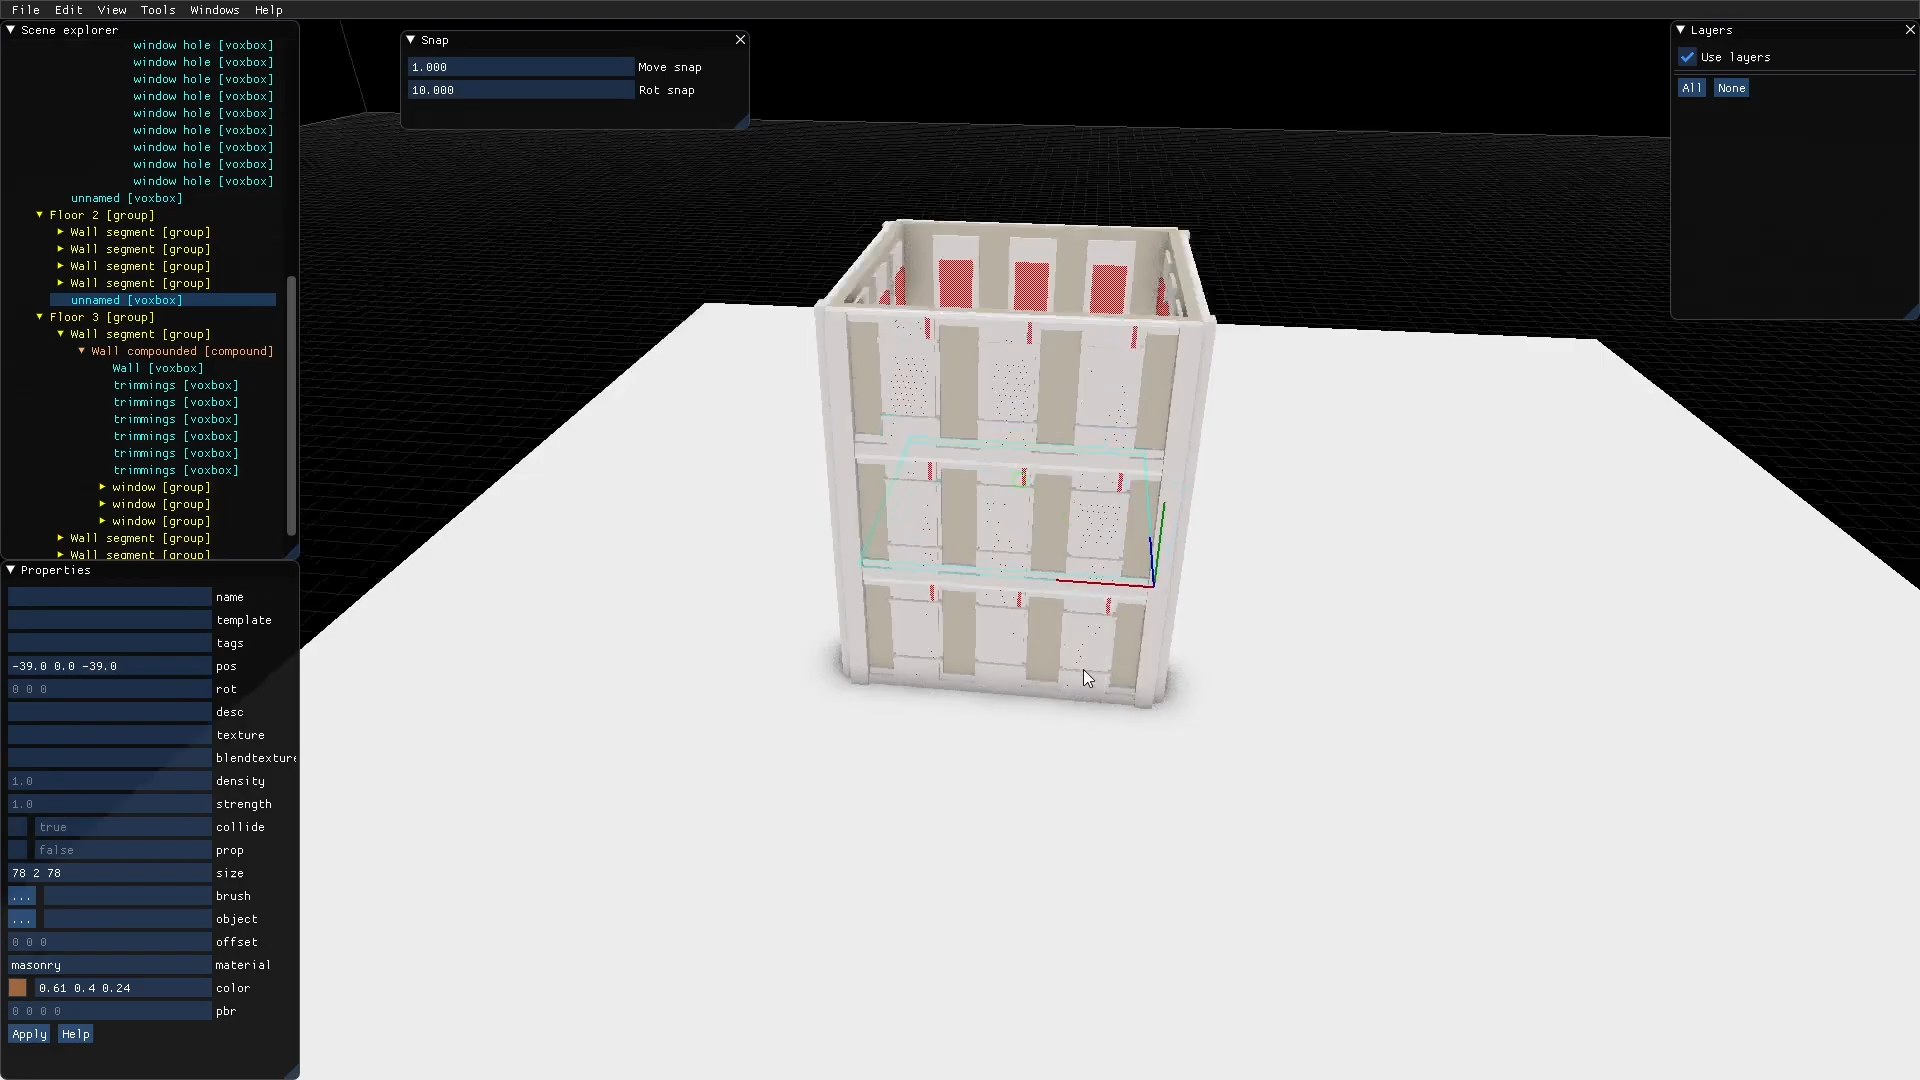 File Edit View Tools Windows Help
Scene explorer
window hole [voxbox]
window hole [voxbox]
window hole [voxbox]
window hole [voxbox]
window hole [voxbox]
window hole [voxbox]
window hole [voxbox]
window hole [voxbox]
window hole [voxbox]
unnamed [voxbox]
Floor 2 [group]
Wall segment [group]
Wall segment [group]
Wall segment [group]
Wall segment [group]
unnamed [voxbox]
Floor 3 [group]
Wall segment [group]
Wall compounded [compound]
Wall [voxbox]
trimmings [voxbox]
trimmings [voxbox]
trimmings [voxbox]
trimmings [voxbox]
trimmings [voxbox]
trimmings [voxbox]
window [group]
window [group]
window [group]
Wall segment [group]
Wall segment [group]
Properties
name
template
tags
-39.0 0.0 -39.0 pos
0 0 0 rot
desc
texture
blendtexture
1.0 density
1.0 strength
true collide
false prop
78 2 78 size
... brush
... object
0 0 0 offset
masonry material
0.61 0.4 0.24 color
0 0 0 0 pbr
Apply Help
Snap
1.000 Move snap
10.000 Rot snap
Layers
Use layers
All None